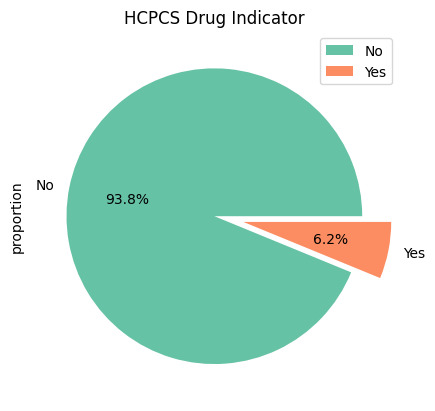 HCPCS Drug Indicator
No
Yes
No
93.8%
proportion
6.2%
Yes